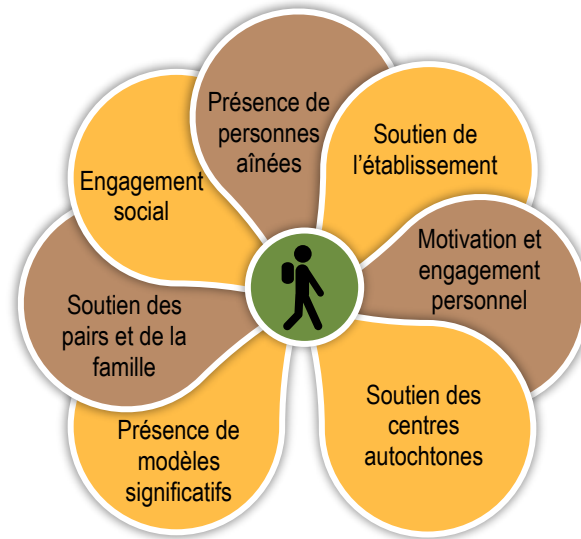 Présence de
personnes
aînées
Soutien de
l’établissement
Motivation et
engagement
personnel
Soutien des
centres
autochtones
Présence de
modèles
significatifs
Soutien des
pairs et de la
famille
Engagement
social